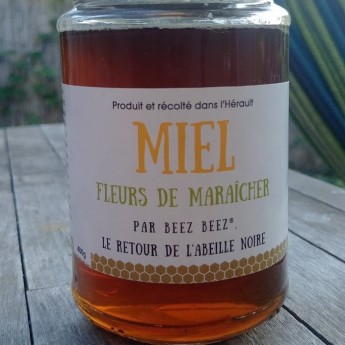 Produit et récolté dans l'Hérault
MIEL
FLEURS DE MARAÎCHER
PAR BEEZ BEEZ®.
LE RETOUR DE L'ABEILLE NOIRE